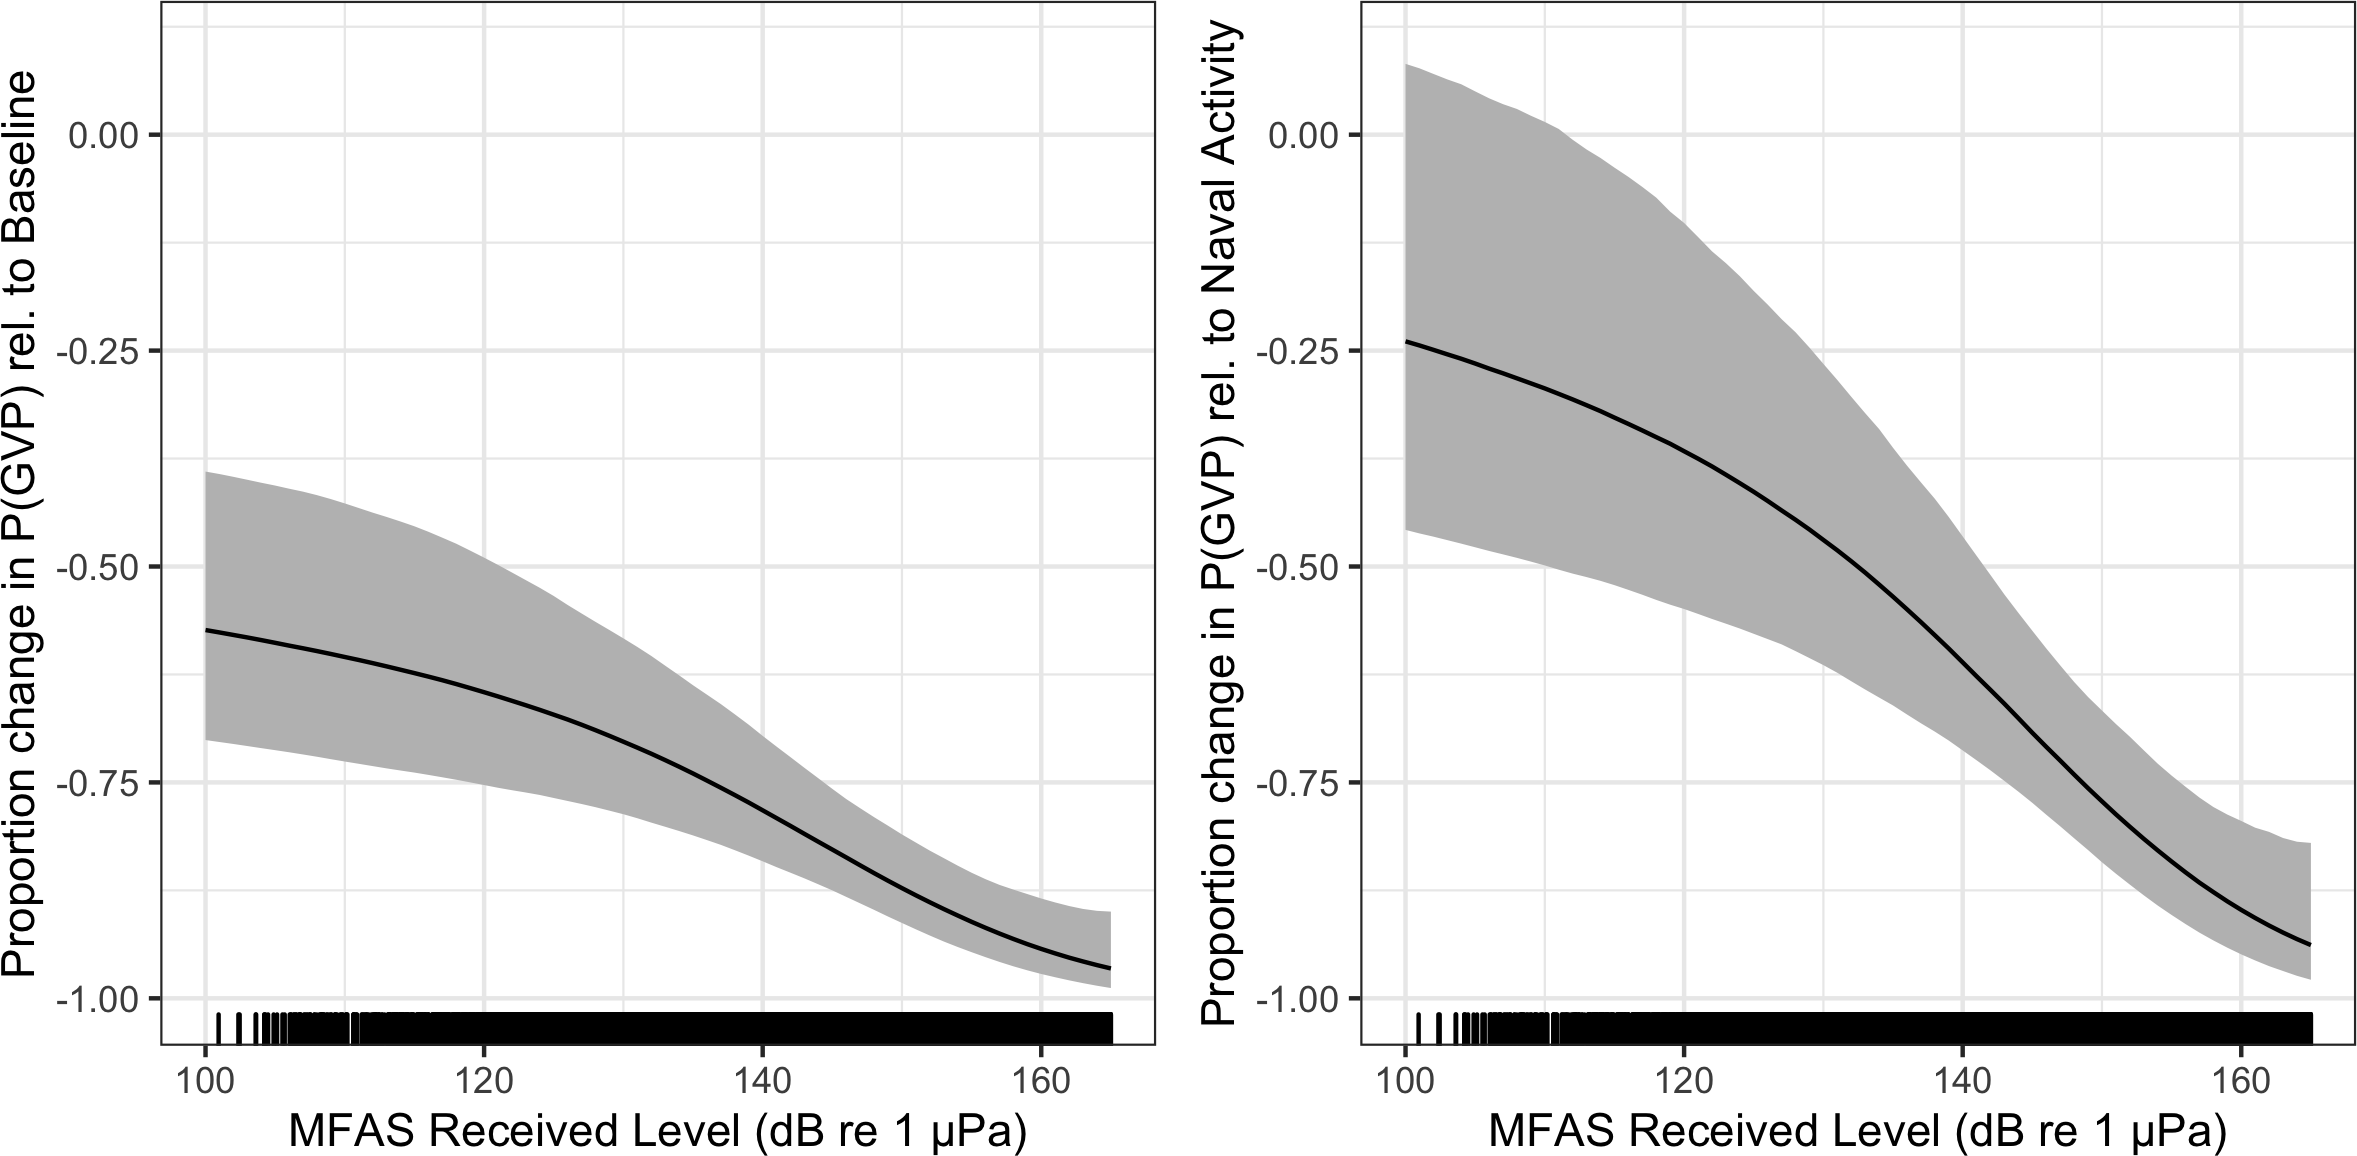 Proportion change in P(GVP) rel. to Baseline
0.00
-0.25
-0.50
-0.75
-1.00
100 120 140 160
MFAS Received Level (dB re 1 µPa)
Proportion change in P(GVP) rel. to Naval Activity
0.00
-0.25
-0.50
-0.75
-1.00
100 120 140 160
MFAS Received Level (dB re 1 µPa)